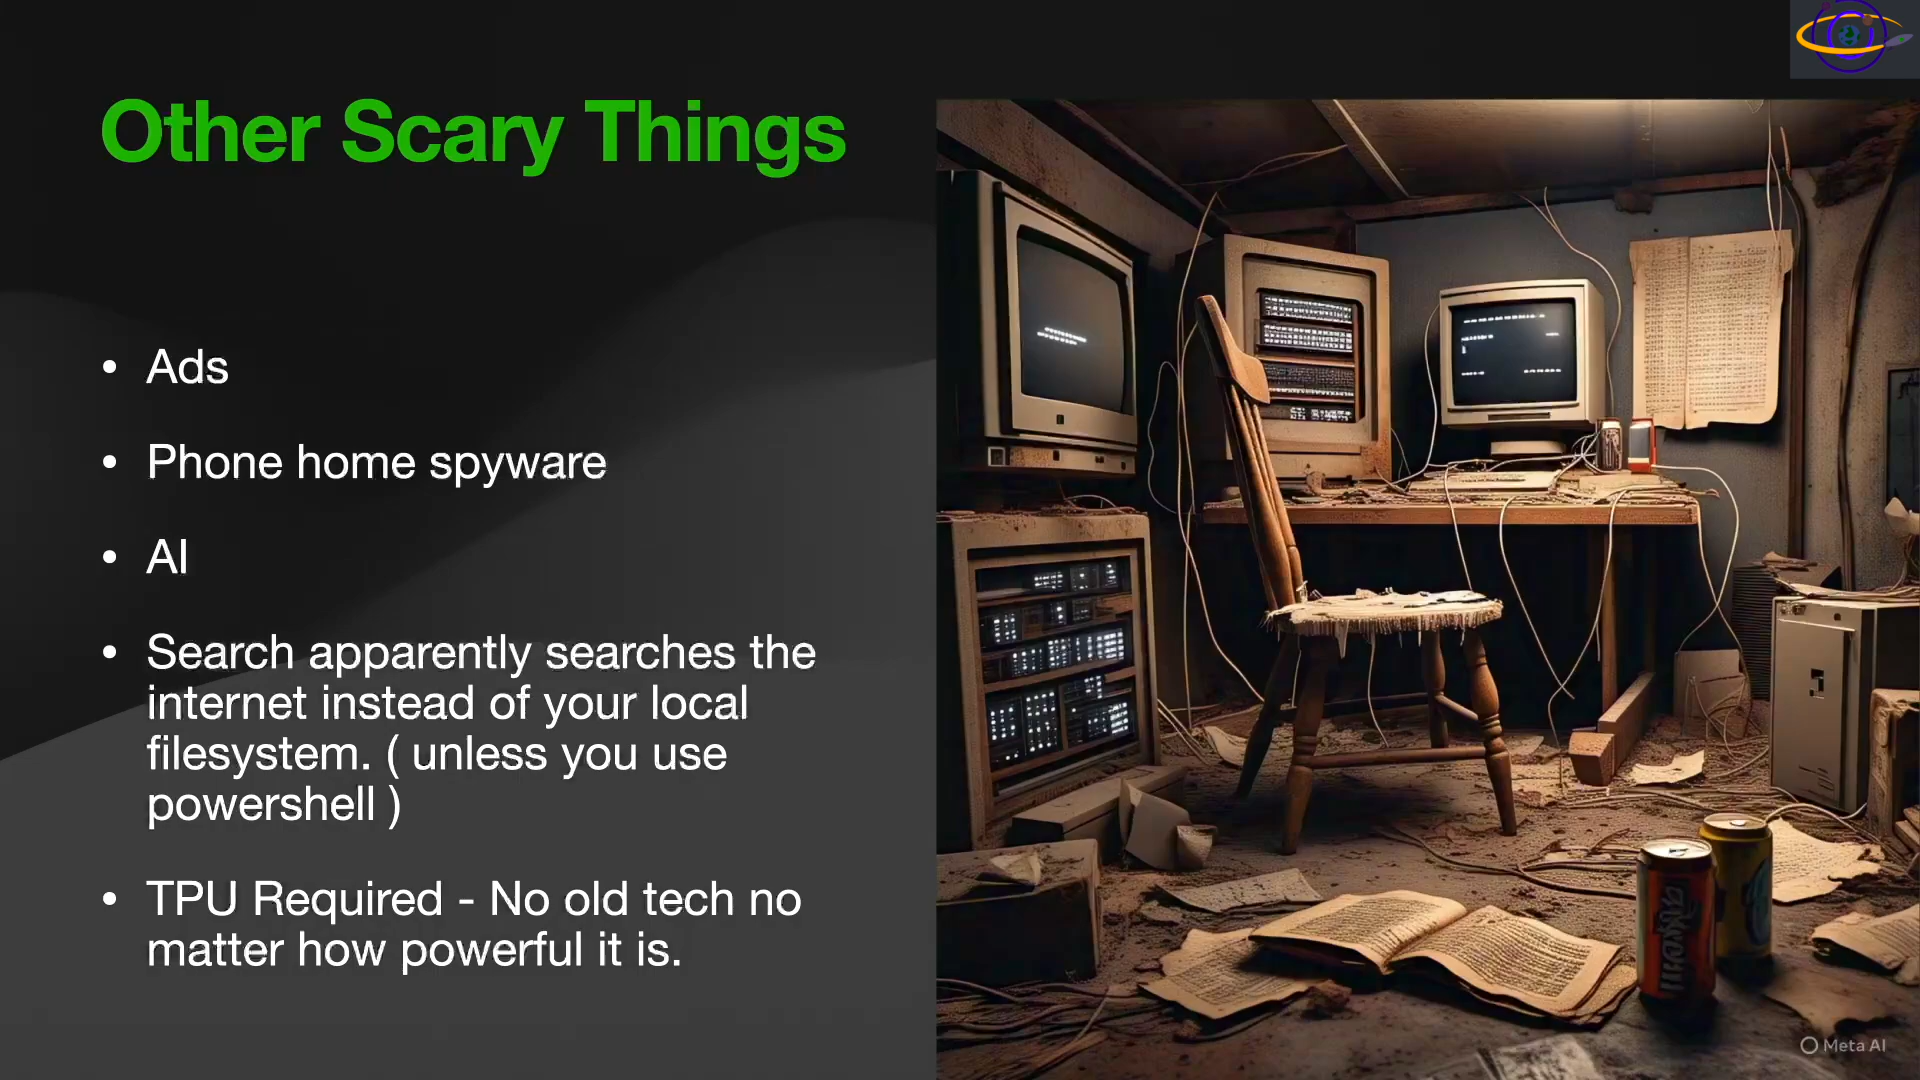 Other Scary Things
• Ads
• Phone home spyware
• AI
• Search apparently searches the
internet instead of your local
filesystem. ( unless you use
powershell )
• TPU Required - No old tech no
matter how powerful it is.
Meta AI